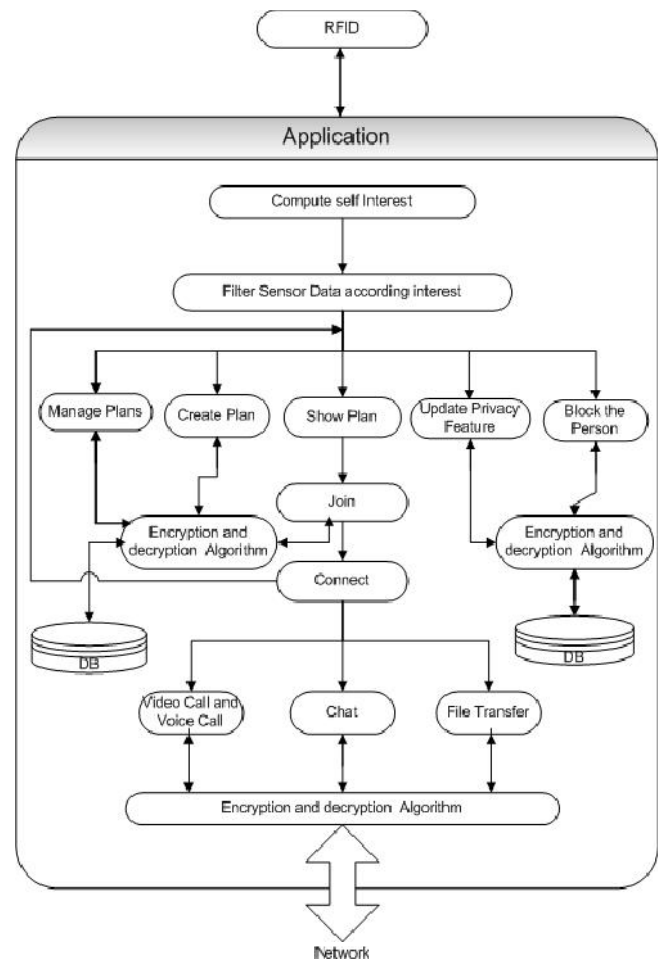 RFID
Application
Compute self Interest
Filter Sensor Data according interest
Manage Plans
Create Plan
Show Plan
Update Privacy
Feature
Block the
Person
Join
Encryption and
decryption Algorithm
Encryption and
decryption Algorithm
Connect
DB
DB
Video Call and
Voice Call
Chat
File Transfer
Encryption and decryption Algorithm
Network